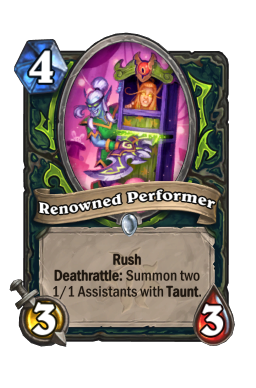 4
Renowned Performer
Rush
Deathrattle: Summon two
1/1 Assistants with Taunt.
3 3